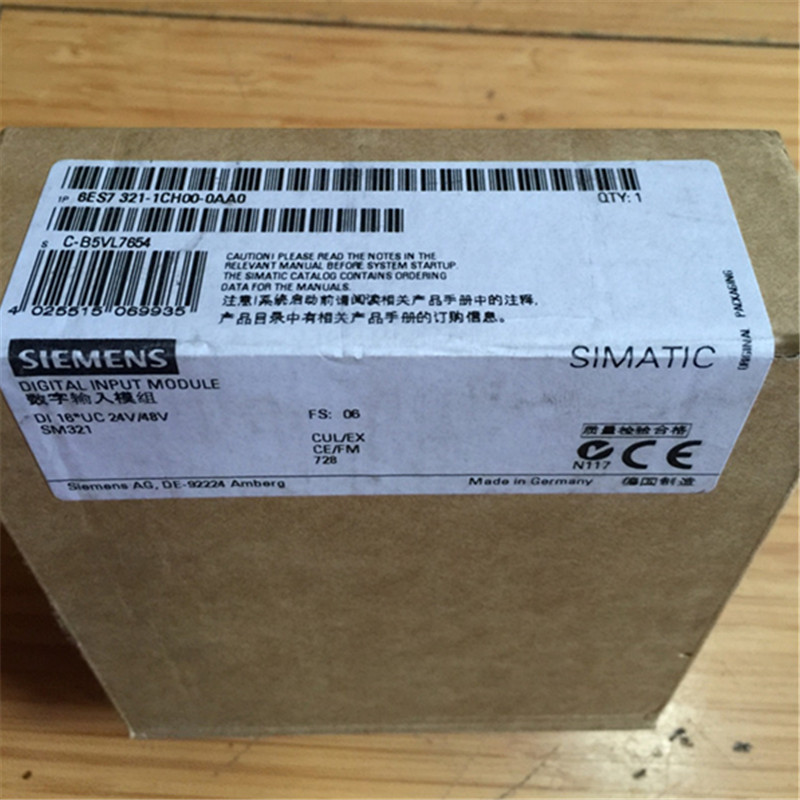 1P 6ES7 321-1CH00-0AA0
QTY: 1
S C-B5VL7654
4 025515 069935
CAUTION! PLEASE READ THE NOTES IN THE
RELEVANT MANUAL BEFORE SYSTEM STARTUP.
THE SIMATIC CATALOG CONTAINS ORDERING
DATA FOR THE MANUALS.
注意!系统启动前请阅读相关产品手册中的注释,
产品目录中有相关产品手册的订购信息。
ORIGINAL PACKAGING
SIEMENS
SIMATIC
DIGITAL INPUT MODULE
数字输入模组
DI 16*UC 24V/48V
SM321
FS: 06
CUL/EX
CE/FM
728
质量检验合格
N117
CE
Siemens AG, DE-92224 Amberg
Made in Germany
德国制造